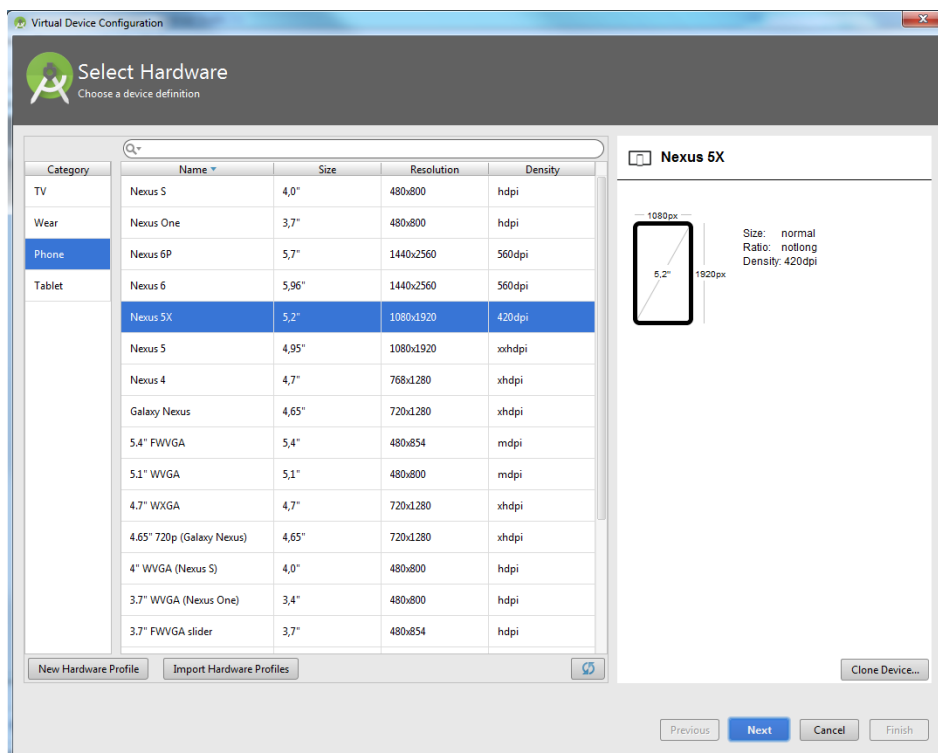 Virtual Device Configuration
Select Hardware
Choose a device definition
Category
TV
Wear
Phone
Tablet
Name Size Resolution Density
Nexus S 4,0" 480x800 hdpi
Nexus One 3,7" 480x800 hdpi
Nexus 6P 5,7" 1440x2560 560dpi
Nexus 6 5,96" 1440x2560 560dpi
Nexus 5X 5,2" 1080x1920 420dpi
Nexus 5 4,95" 1080x1920 xxhdpi
Nexus 4 4,7" 768x1280 xhdpi
Galaxy Nexus 4,65" 720x1280 xhdpi
5.4" FWVGA 5,4" 480x854 mdpi
5.1" WVGA 5,1" 480x800 mdpi
4.7" WXGA 4,7" 720x1280 xhdpi
4.65" 720p (Galaxy Nexus) 4,65" 720x1280 xhdpi
4" WVGA (Nexus S) 4,0" 480x800 hdpi
3.7" WVGA (Nexus One) 3,4" 480x800 hdpi
3.7" FWVGA slider 3,7" 480x854 hdpi
New Hardware Profile
Import Hardware Profiles
Nexus 5X
1080px
5,2"
1920px
Size: normal
Ratio: notlong
Density: 420dpi
Clone Device...
Previous
Next
Cancel
Finish